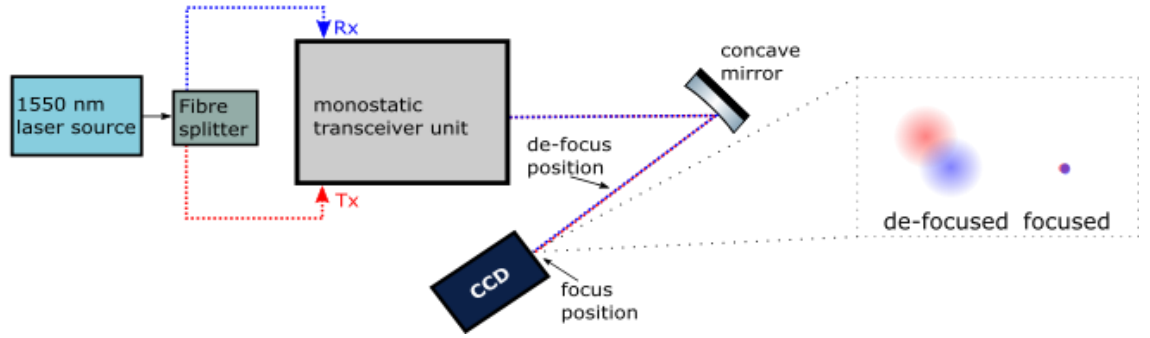 Rx
1550 nm
laser source
Fibre
splitter
monostatic
transceiver unit
Tx
concave
mirror
de-focus
position
CCD
focus
position
de-focused
focused